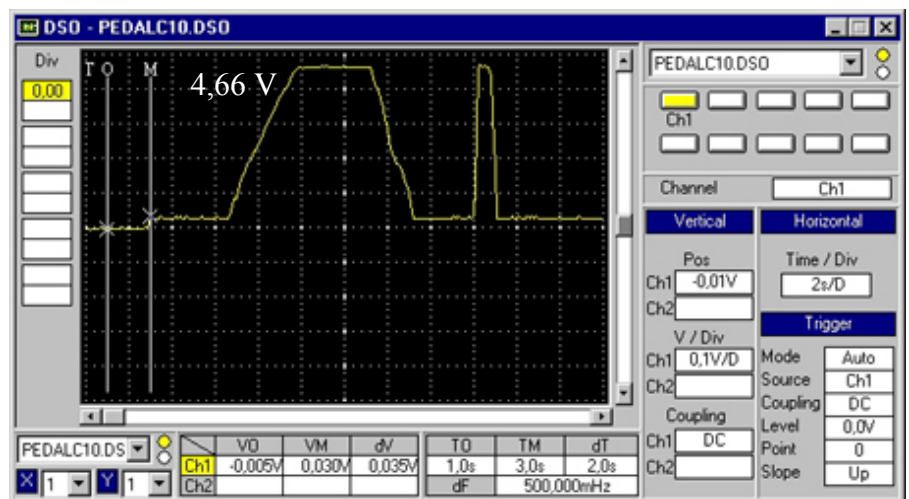 DSO - PEDALC10.DSO
Div
0,00
T O M
4,66 V
PEDALC10.DSO
Ch1
Channel Ch1
Vertical
Pos
Ch1 -0,01V
Ch2
V / Div
Ch1 0,1V/D
Ch2
Coupling
Ch1 DC
Ch2
Horizontal
Time / Div
2s/D
Trigger
Mode Auto
Source Ch1
Coupling DC
Level 0,0V
Point 0
Slope Up
PEDALC10.DS
X 1 Y 1
VO VM dV
Ch1 -0,005V 0,030V 0,035V
Ch2
TO TM dT
1,0s 3,0s 2,0s
dF 500,000mHz